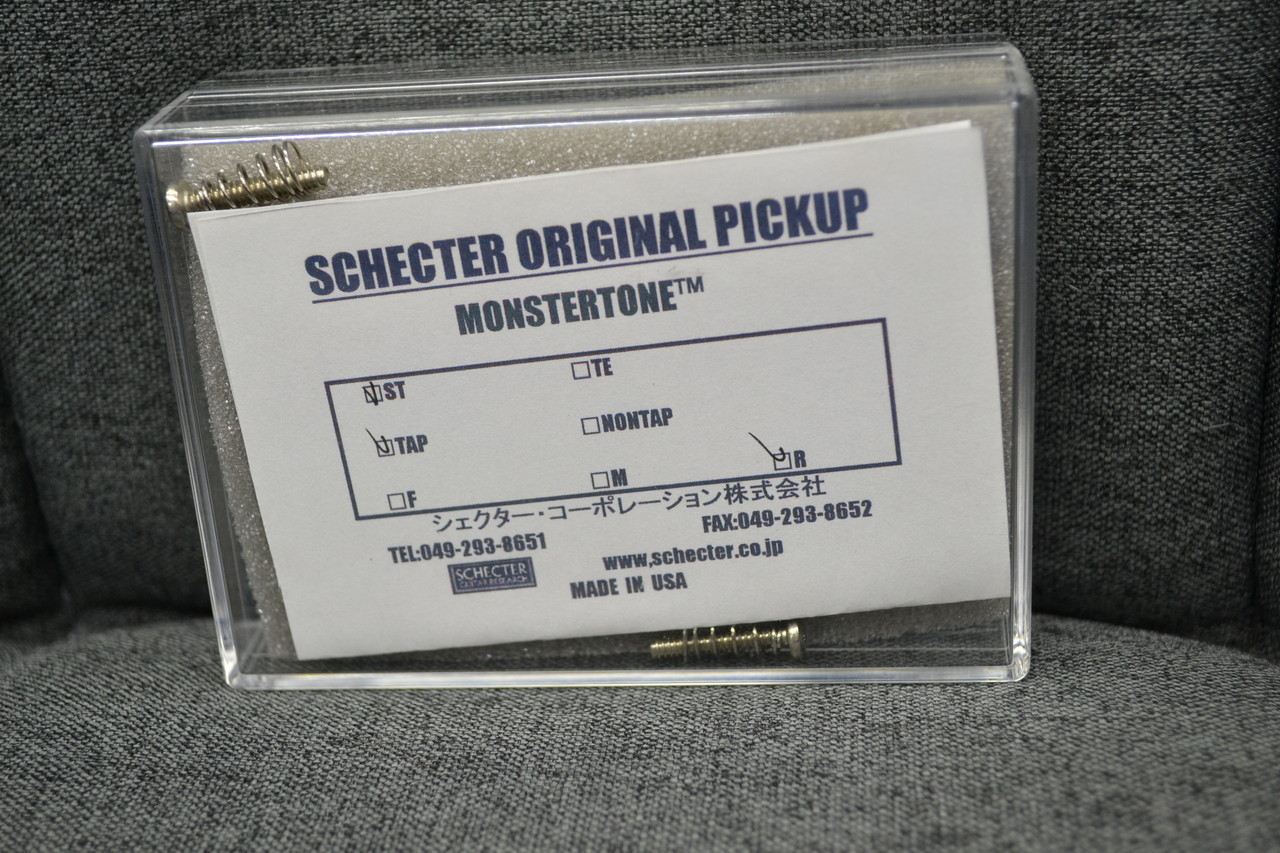 SCHECTER ORIGINAL PICKUP
MONSTERTONE™
ST TE
TAP NONTAP
F M R
シェクター・コーポレーション株式会社
TEL:049-293-8651 FAX:049-293-8652
SCHECTER www,schecter.co.jp
GUITAR RESEARCH MADE IN USA